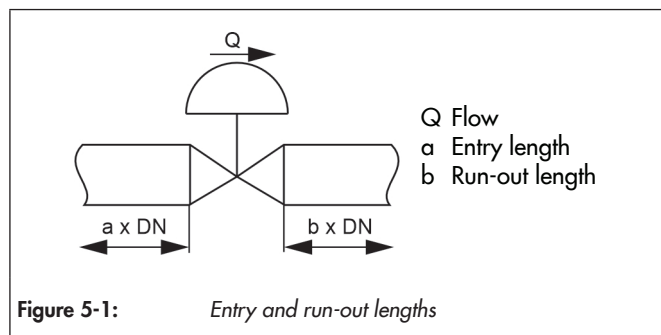 Q
Q Flow
a Entry length
b Run-out length
a x DN
b x DN
Figure 5-1: Entry and run-out lengths